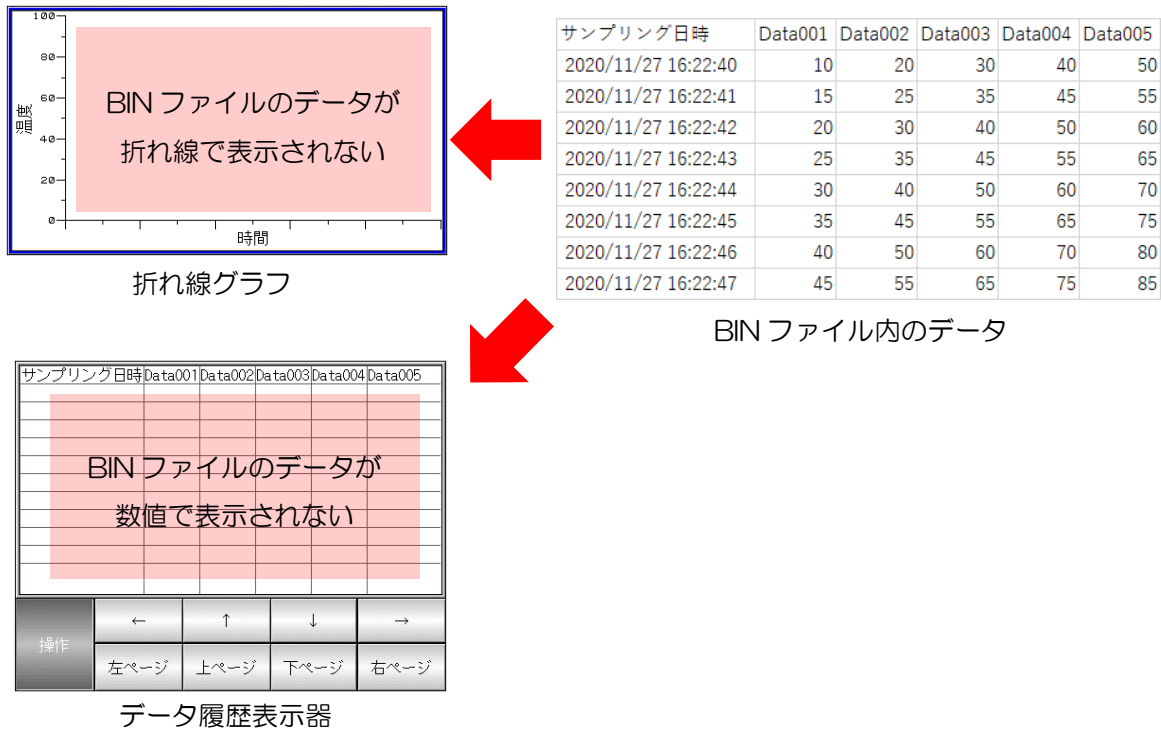 100
80
60
40
20
0
温度
時間
BIN ファイルのデータが
折れ線で表示されない
折れ線グラフ
サンプリング日時 Data001 Data002 Data003 Data004 Data005
2020/11/27 16:22:40 10 20 30 40 50
2020/11/27 16:22:41 15 25 35 45 55
2020/11/27 16:22:42 20 30 40 50 60
2020/11/27 16:22:43 25 35 45 55 65
2020/11/27 16:22:44 30 40 50 60 70
2020/11/27 16:22:45 35 45 55 65 75
2020/11/27 16:22:46 40 50 60 70 80
2020/11/27 16:22:47 45 55 65 75 85
BIN ファイル内のデータ
サンプリング日時 Data001 Data002 Data003 Data004 Data005
BIN ファイルのデータが
数値で表示されない
操作 ← ↑ ↓ →
左ページ 上ページ 下ページ 右ページ
データ履歴表示器